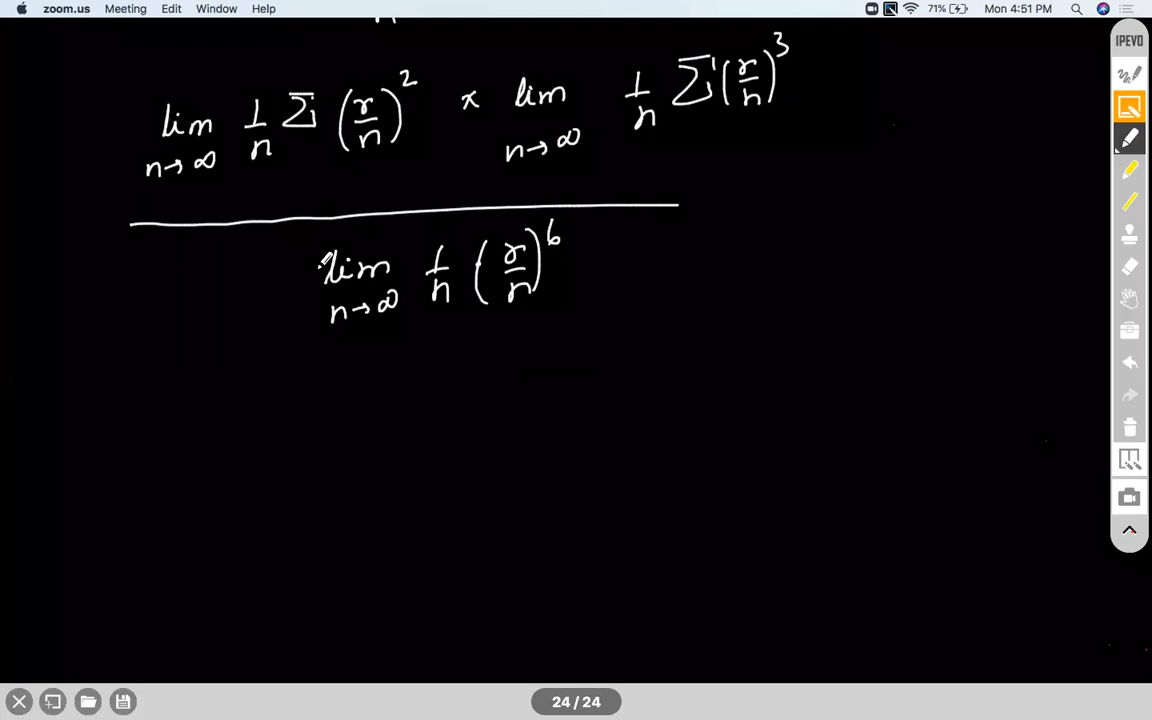 zoom.us Meeting Edit View Window Help 71% Mon 4:51 PM
IPEVO
lim n→∞ 1/n Σ (r/n)^2 × lim n→∞ 1/n Σ (r/n)^3
lim n→∞ 1/n (r/n)^6
24 / 24